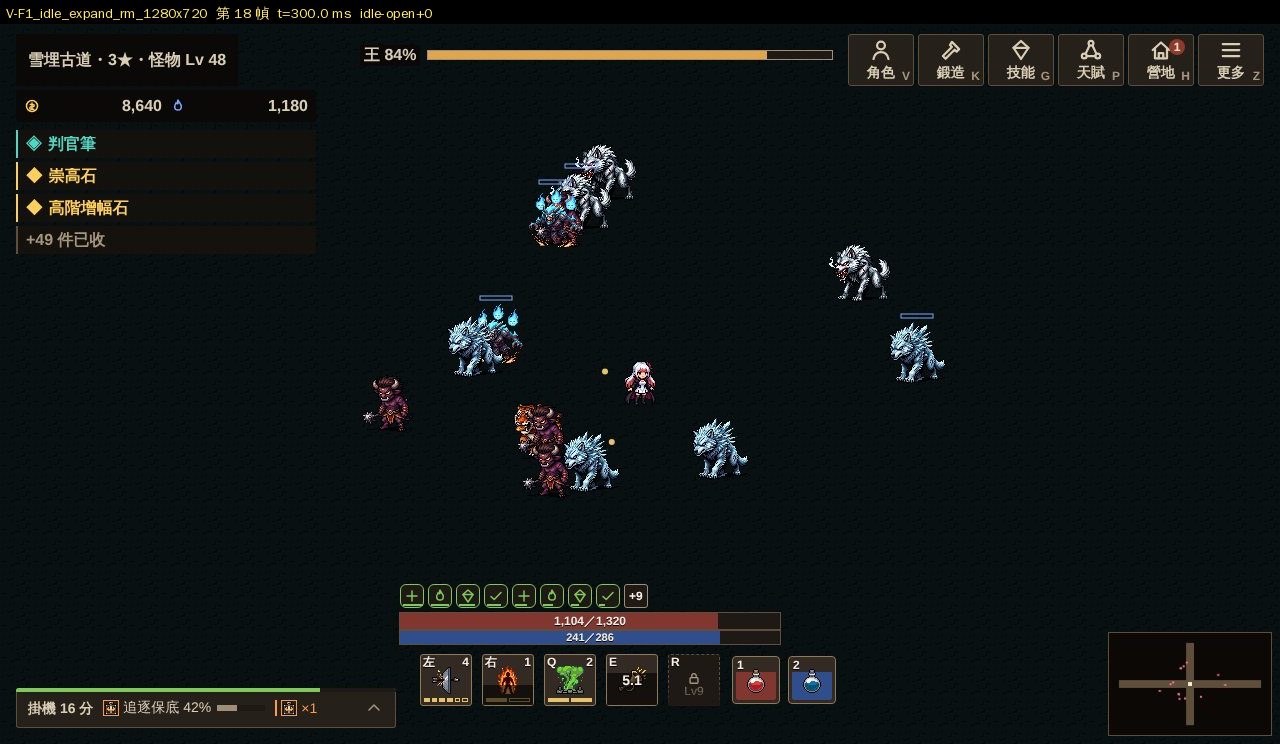 V-F1_idle_expand_rm_1280x720 第 18 幀 t=300.0 ms idle-open+0
雪埋古道・3★・怪物 Lv 48
王 84%
角色 V
鍛造 K
技能 G
天賦 P
營地 H 1
更多 Z
8,640 1,180
判官筆
崇高石
高階增幅石
+49 件已收
+9
1,104／1,320
241／286
左 4
右 1
Q 2
E 5.1
R Lv9
1
2
掛機 16 分 追逐保底 42% ×1